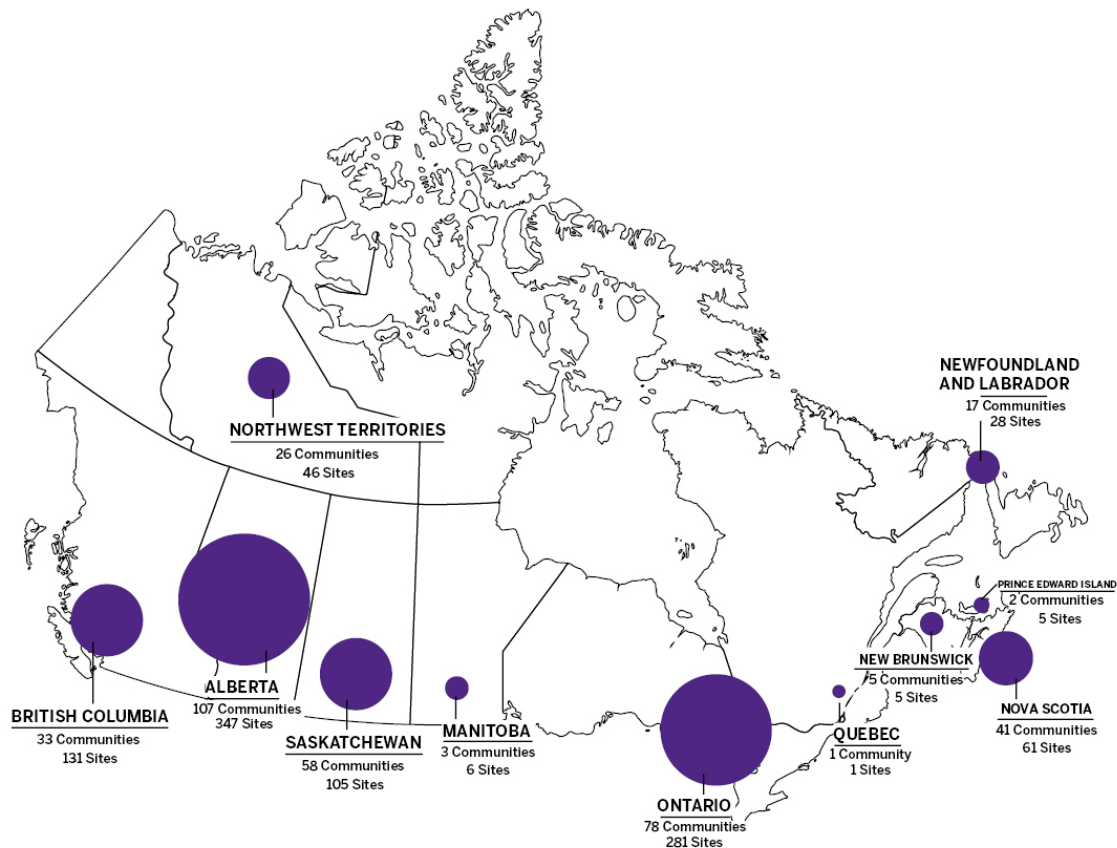 NEWFOUNDLAND
AND LABRADOR
17 Communities
28 Sites
NORTHWEST TERRITORIES
26 Communities
46 Sites
PRINCE EDWARD ISLAND
2 Communities
5 Sites
NEW BRUNSWICK
5 Communities
5 Sites
ALBERTA
107 Communities
347 Sites
BRITISH COLUMBIA
33 Communities
131 Sites
SASKATCHEWAN
58 Communities
105 Sites
MANITOBA
3 Communities
6 Sites
QUEBEC
1 Community
1 Sites
NOVA SCOTIA
41 Communities
61 Sites
ONTARIO
78 Communities
281 Sites